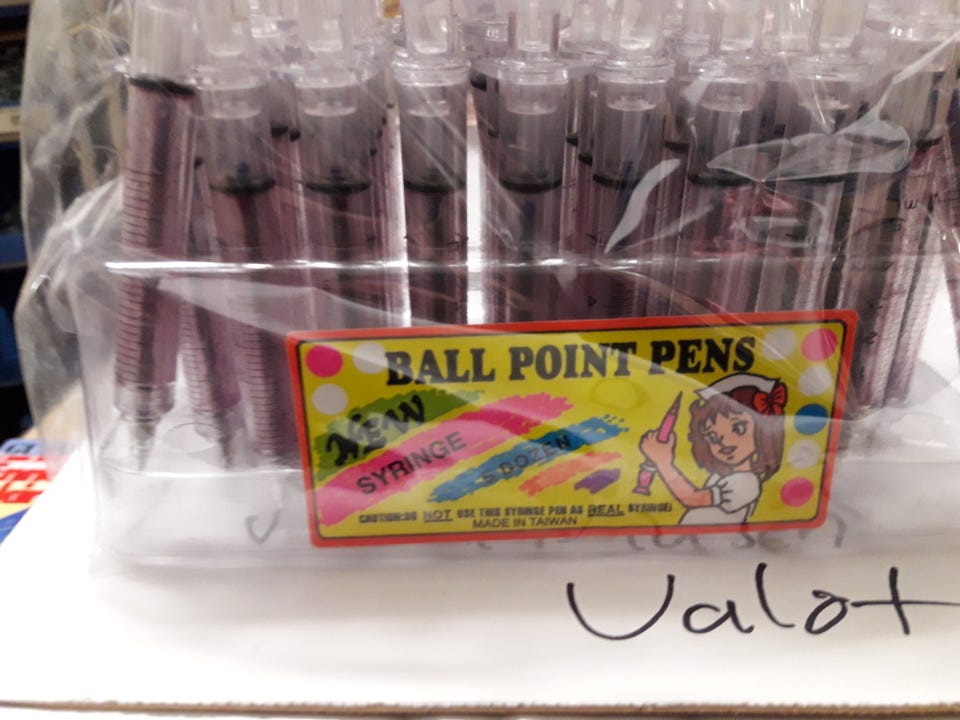 BALL POINT PENS
NEW
SYRINGE
5 DOZEN
CAUTION:DO NOT USE THIS SYRINGE PEN AS REAL SYRINGE
MADE IN TAIWAN
Valot